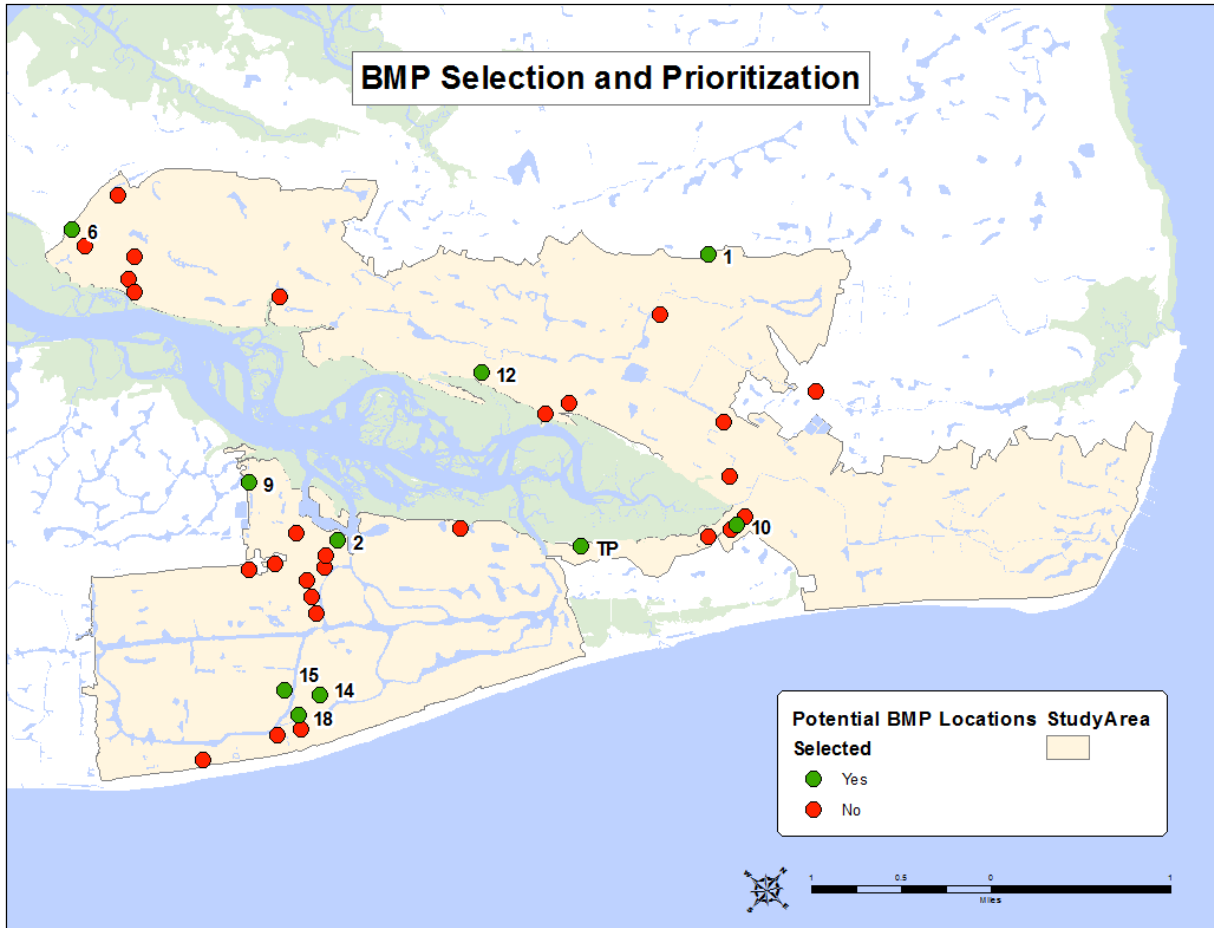 BMP Selection and Prioritization
6
1
12
9
2
TP
10
15
14
18
Potential BMP Locations StudyArea
Selected
Yes
No
W N
S E
1 0.5 0 1
Miles